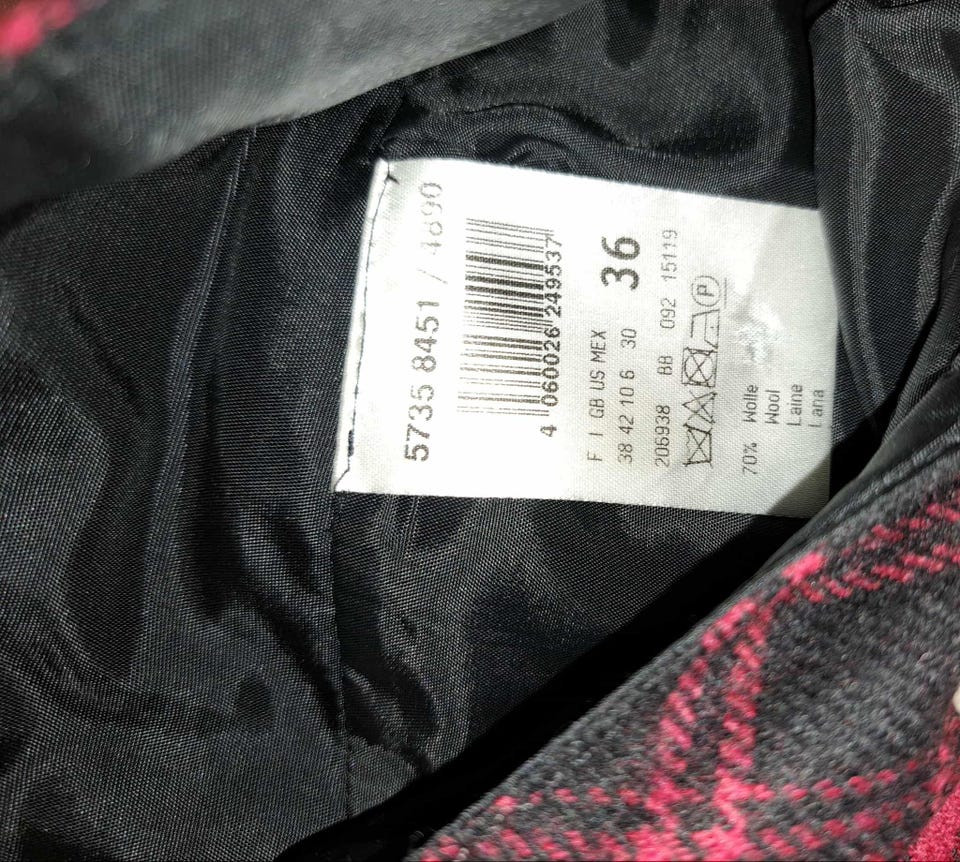 5735 8451 / 4890
4 060026 249537
F I GB US MEX
38 42 10 6 30 36
206938 BB 092 15119
P
70% Wolle
Wool
Laine
Lana